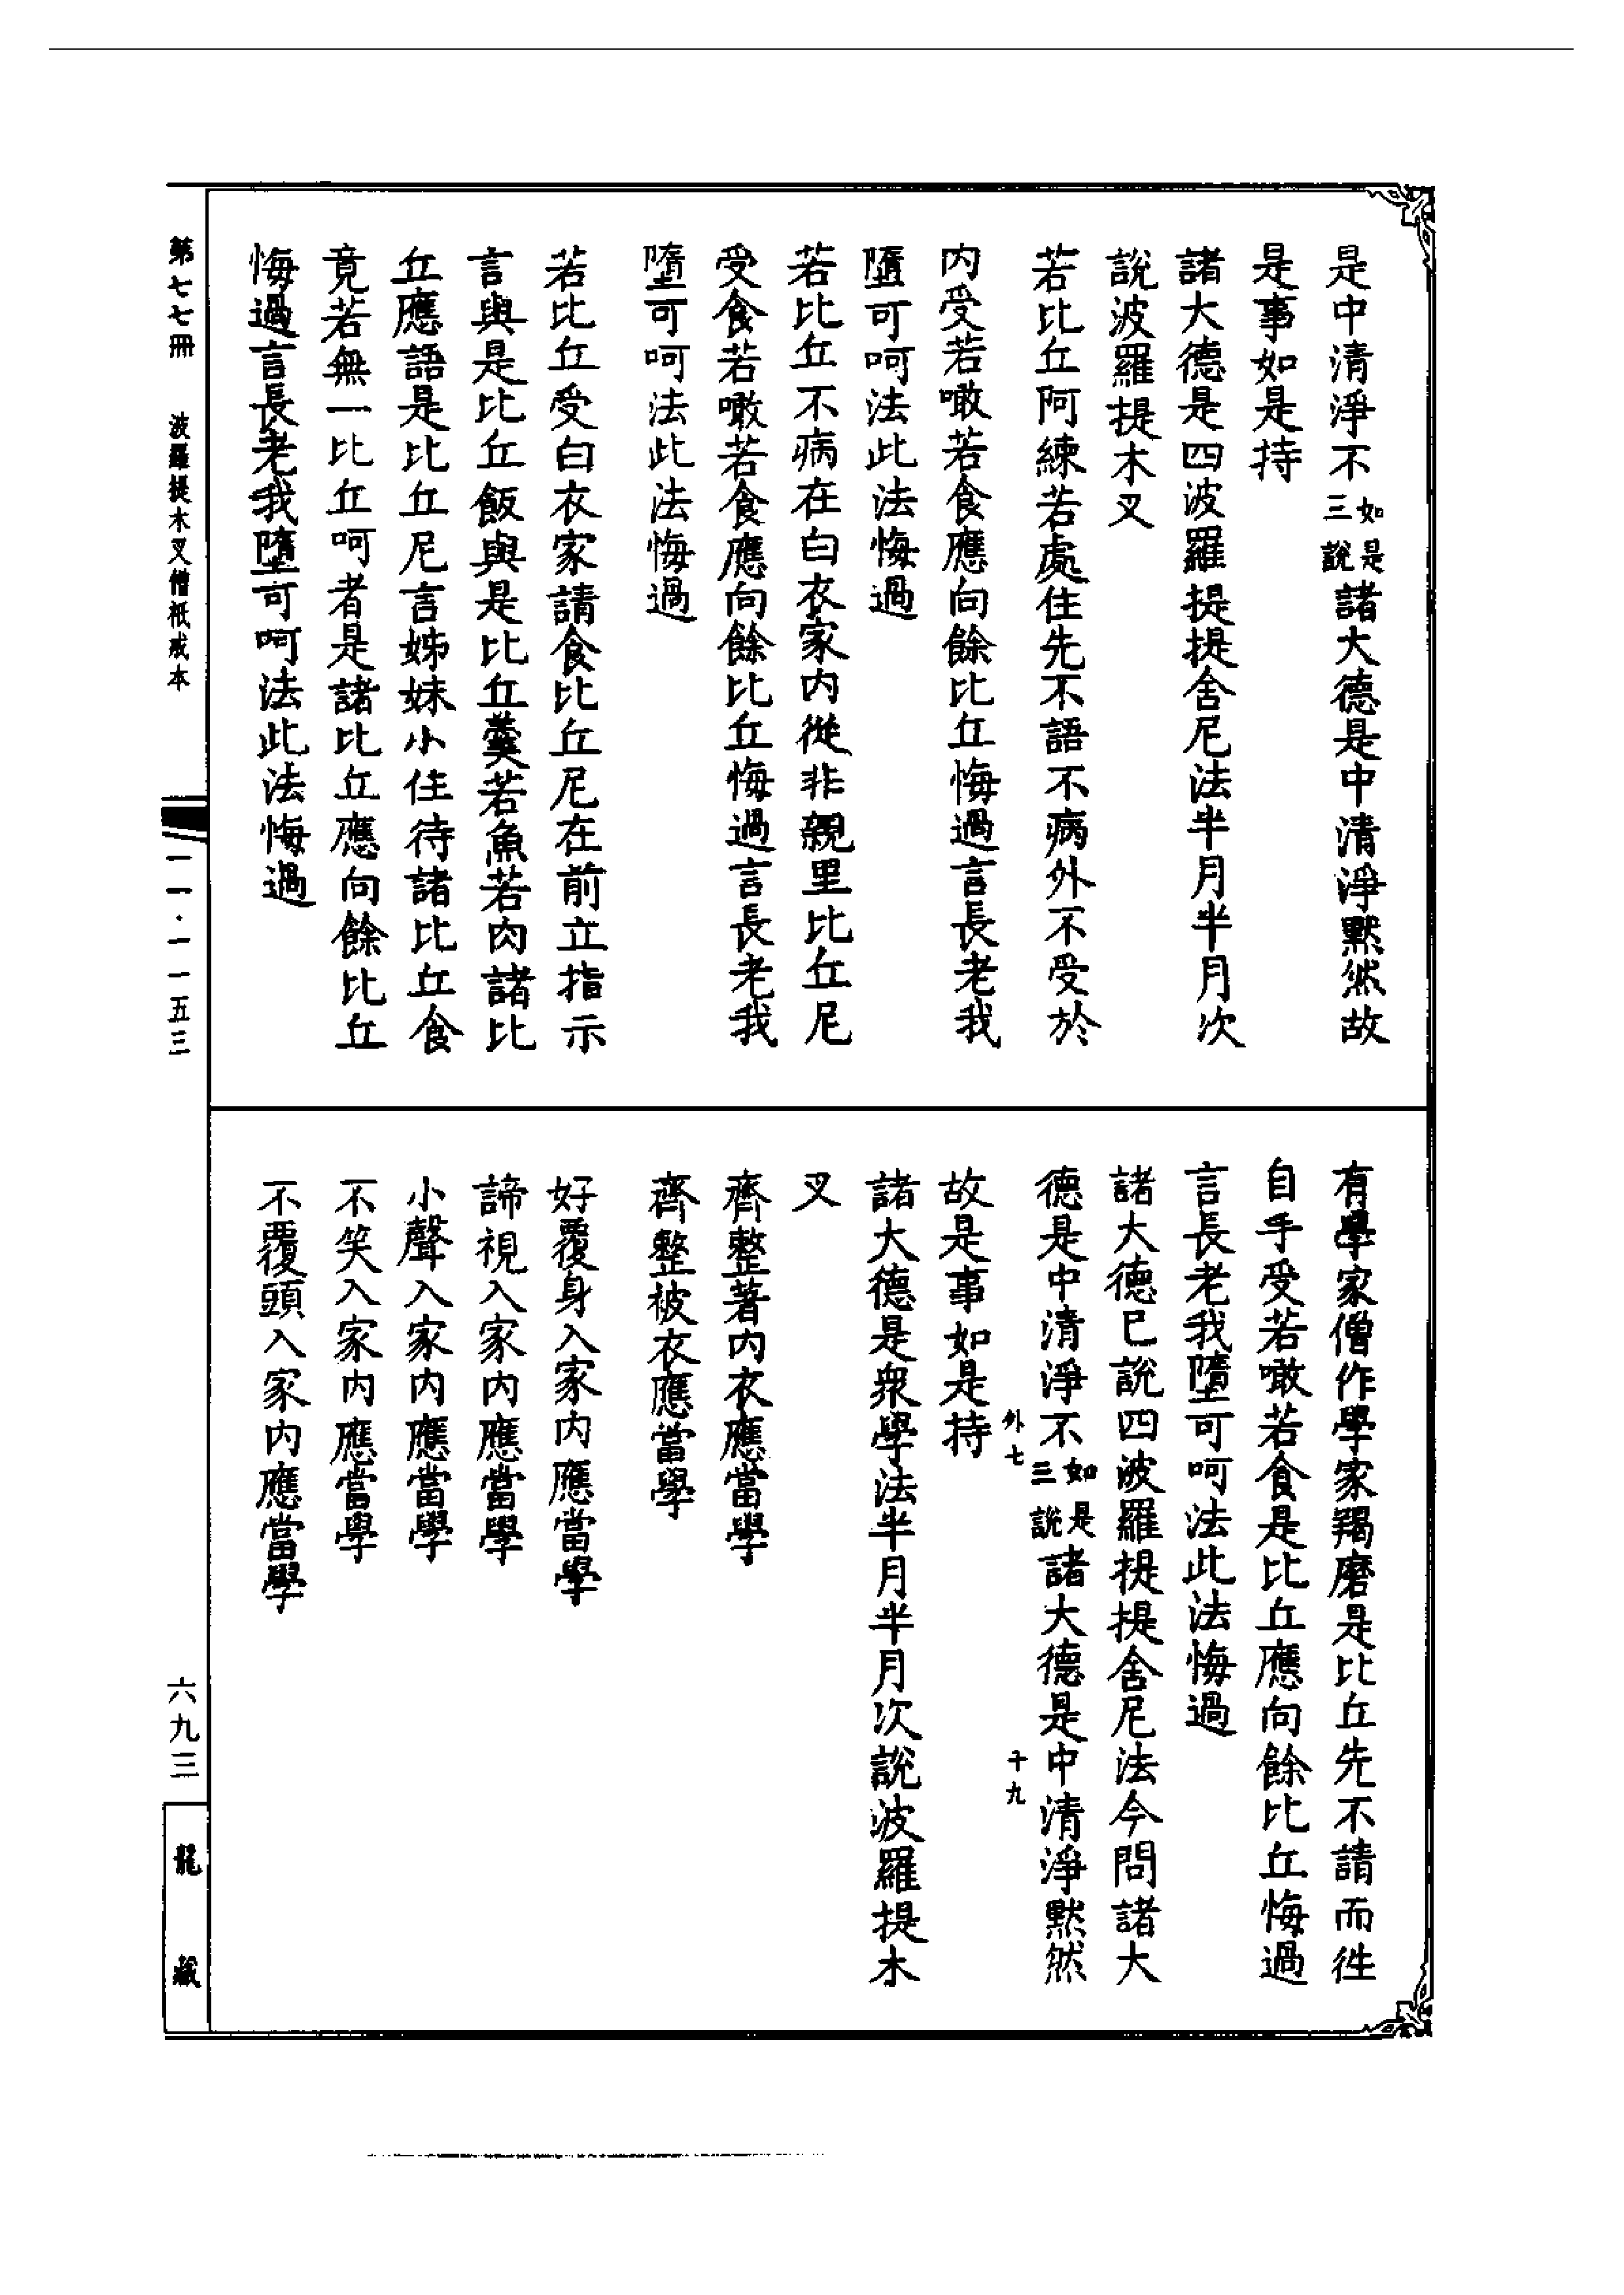 是中清淨不如是三說諸大德是中清淨默然故
是事如是持
諸大德是四波羅提提舍尼法半月半月次
說波羅提木叉
若比丘阿練若處住先不語不病外不受於
内受若噉若食應向餘比丘悔過言長老我
墮可呵法此法悔過
若比丘不病在白衣家内從非親里比丘尼
受食若噉若食應向餘比丘悔過言長老我
墮可呵法此法悔過
若比丘受白衣家請食比丘尼在前立指示
言與是比丘飯與是比丘羹若魚若肉諸比
丘應語是比丘尼言姊妹小住待諸比丘食
竟若無一比丘呵者是諸比丘應向餘比丘
悔過言長老我墮可呵法此法悔過
有學家僧作學家羯磨是比丘先不請而徃
自手受若噉若食是比丘應向餘比丘悔過
言長老我墮可呵法此法悔過
諸大德已說四波羅提提舍尼法今問諸大
德是中清淨不如是三說諸大德是中清淨默然
外七 十九
故是事如是持
諸大德是衆學法半月半月次說波羅提木
叉
齊整著内衣應當學
齊整被衣應當學
好覆身入家内應當學
諦視入家内應當學
小聲入家内應當學
不笑入家内應當學
不覆頭入家内應當學
第七七冊 波羅提木叉僧祇戒本 一一·一一五三 六九三
龍藏